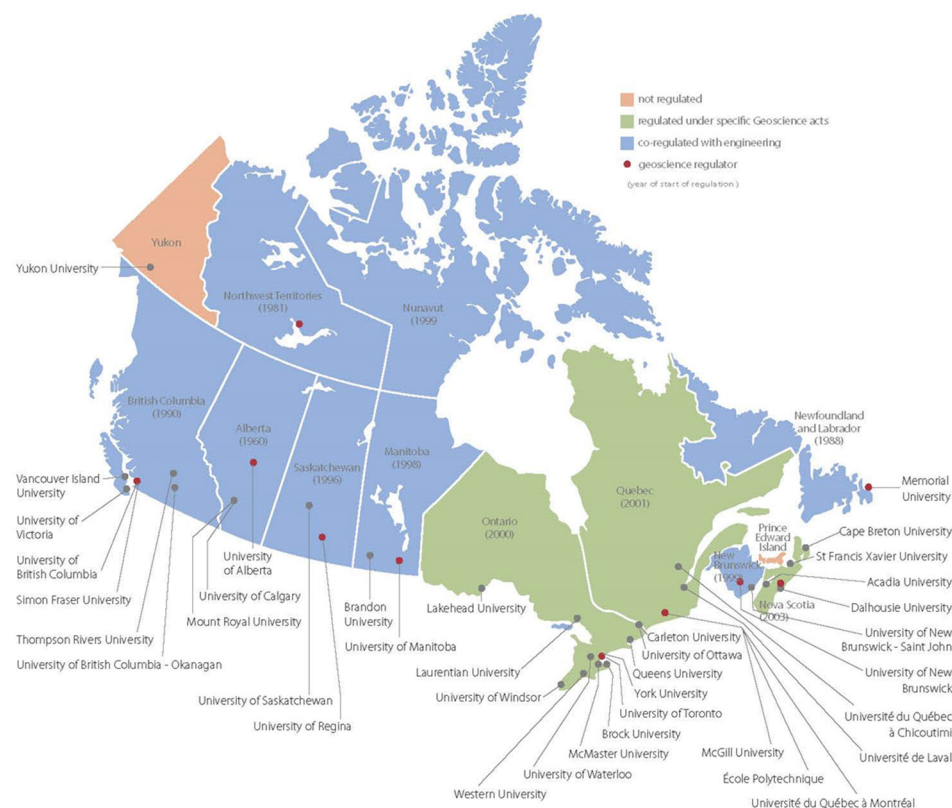 not regulated
regulated under specific Geoscience acts
co-regulated with engineering
geoscience regulator
(year of start of regulation )
Yukon
Yukon University
Northwest Territories
(1981)
Nunavut
(1999
British Columbia
(1990)
Alberta
(1960)
Saskatchewan
(1996)
Manitoba
(1998)
Ontario
(2000)
Quebec
(2001)
Newfoundland
and Labrador
(1988)
Prince
Edward
Island
New
Brunswick
Nova Scotia
(2003)
Vancouver Island
University
University of
Victoria
University of
British Columbia
Simon Fraser University
Thompson Rivers University
University of British Columbia - Okanagan
Mount Royal University
University of Calgary
University
of Alberta
University of Saskatchewan
University of Regina
Brandon
University
University of Manitoba
Lakehead University
Laurentian University
University of Windsor
Western University
University of Waterloo
McMaster University
Brock University
University of Toronto
York University
Queens University
University of Ottawa
Carleton University
McGill University
École Polytechnique
Université du Québec à Montréal
Université de Laval
Université du Québec
à Chicoutimi
University of New
Brunswick
University of New
Brunswick - Saint John
Dalhousie University
Acadia University
St Francis Xavier University
Cape Breton University
Memorial
University